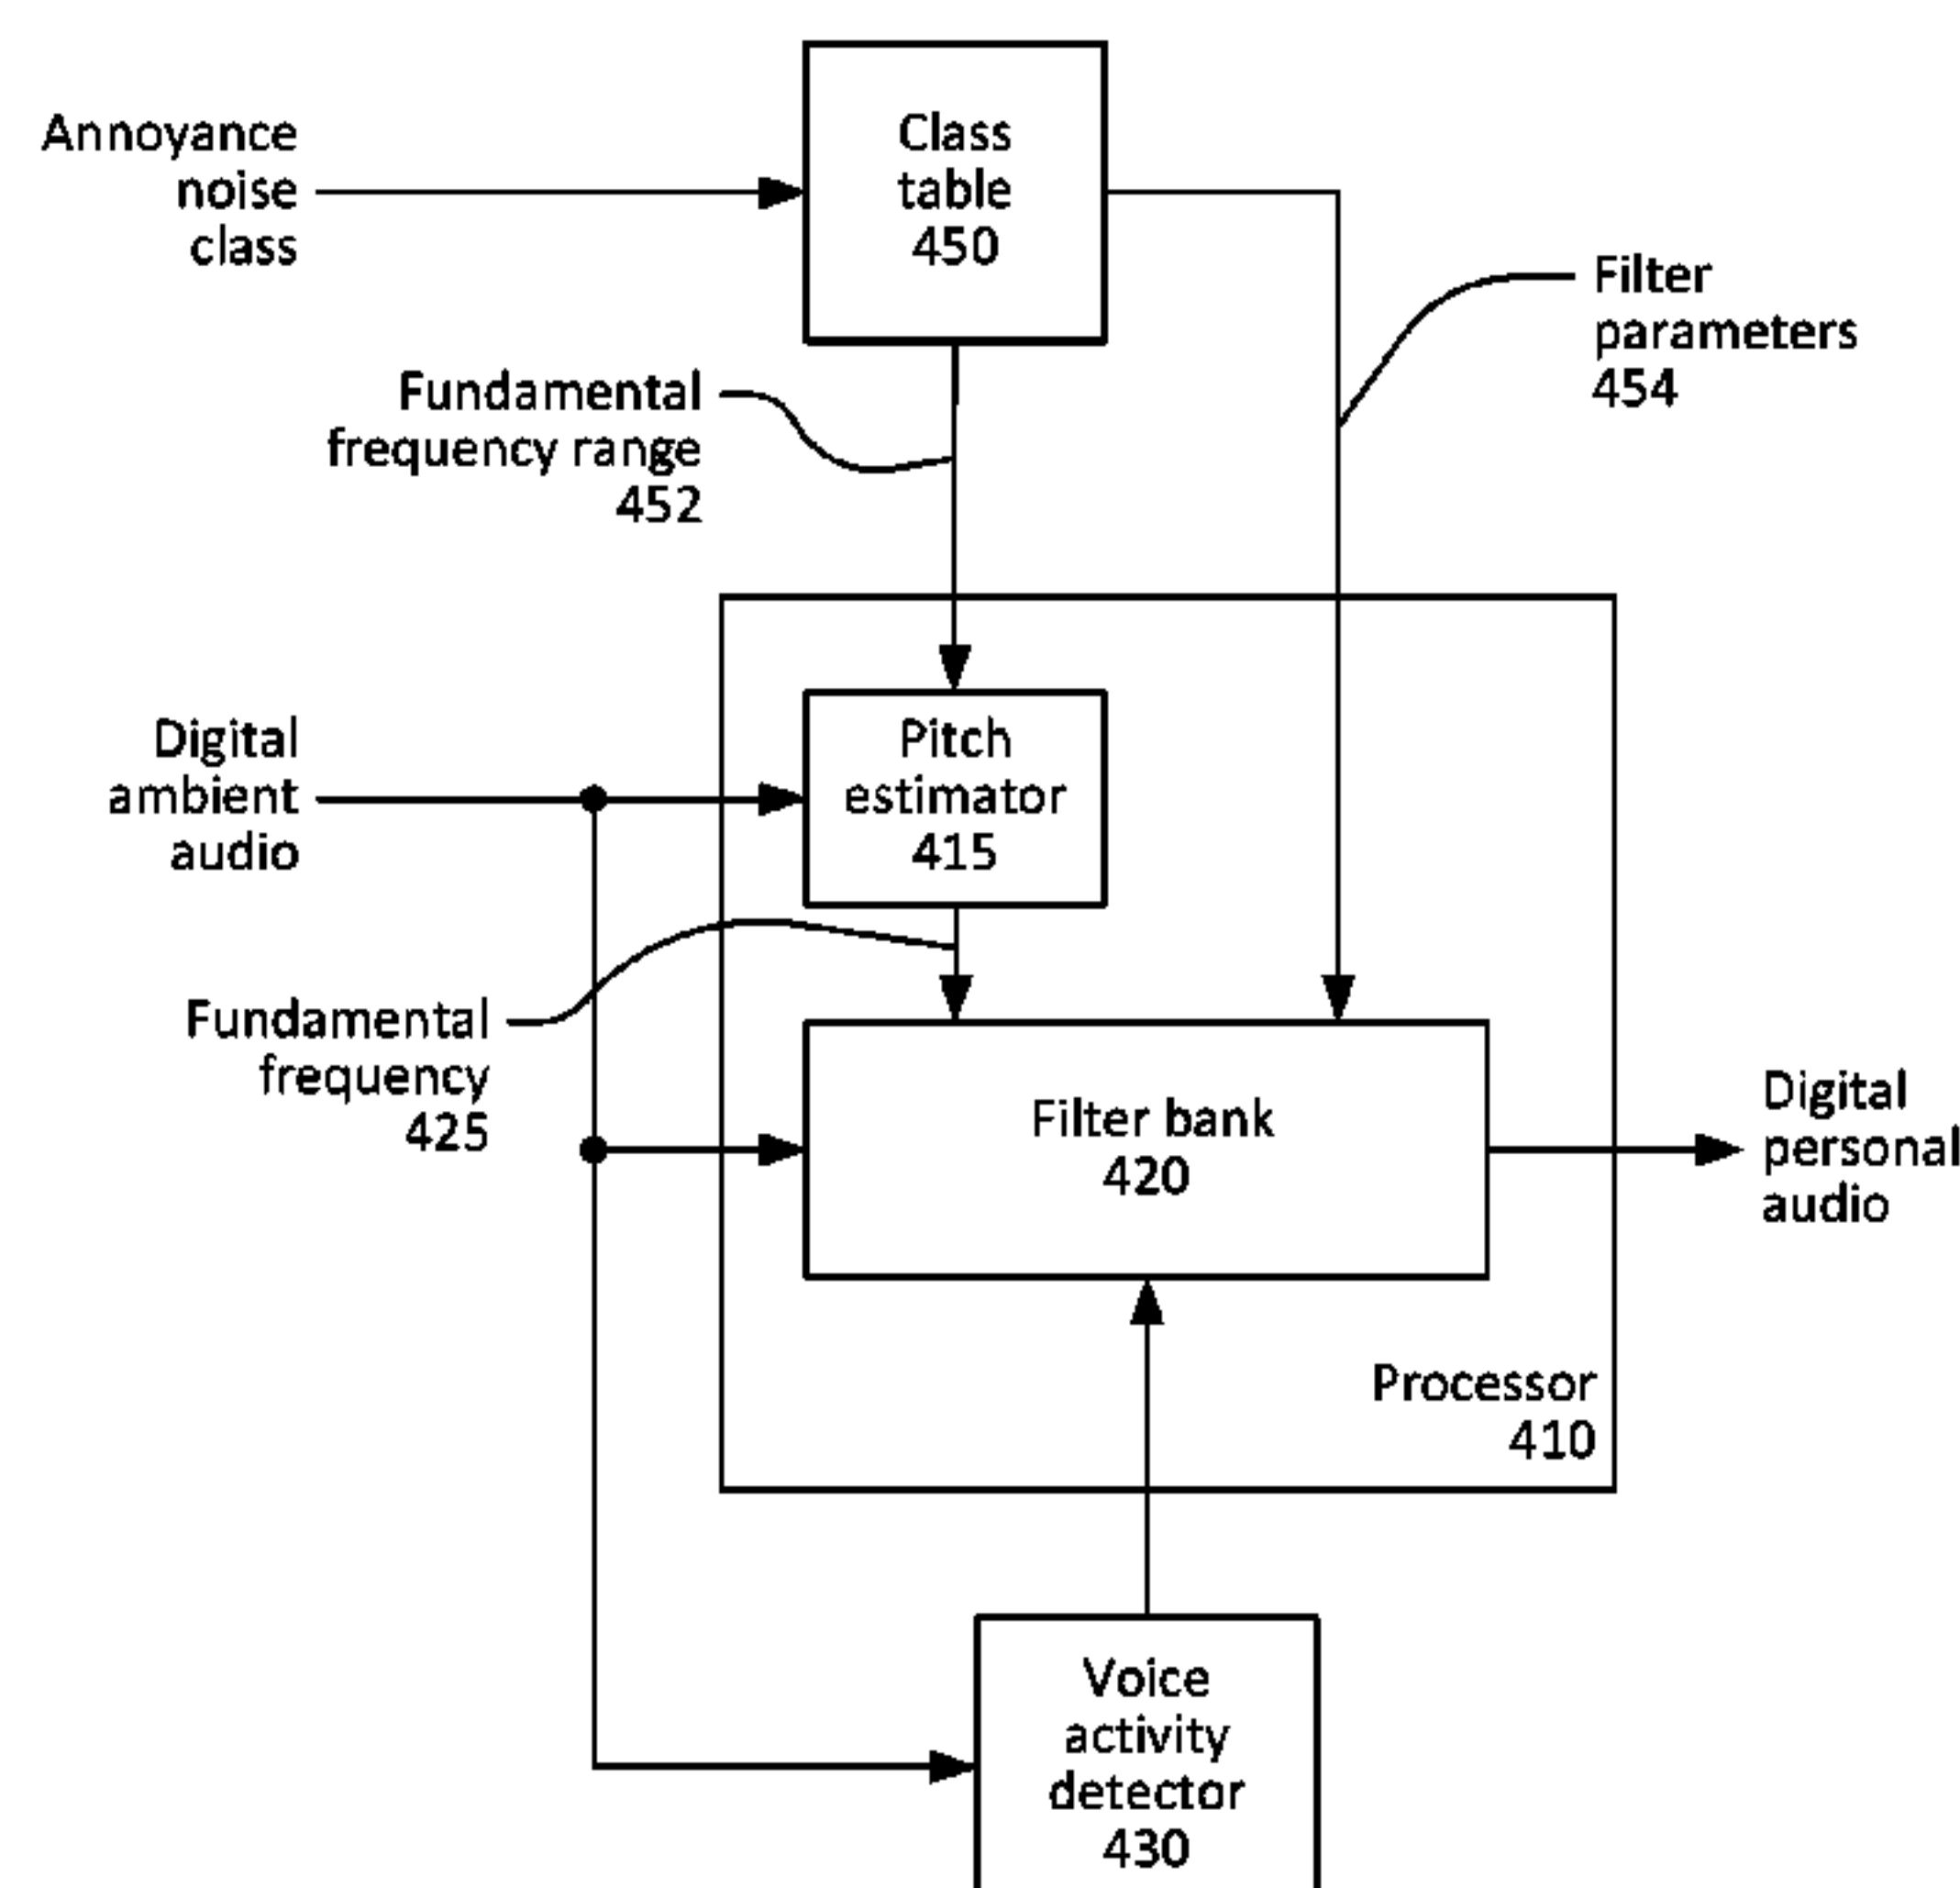 Class
table
450
Annoyance
noise
class
Filter
parameters
454
Fundamental
frequency range
452
Pitch
estimator
415
Digital
ambient
audio
Fundamental
frequency
425
Filter bank
420
Digital
personal
audio
Processor
410
Voice
activity
detector
430